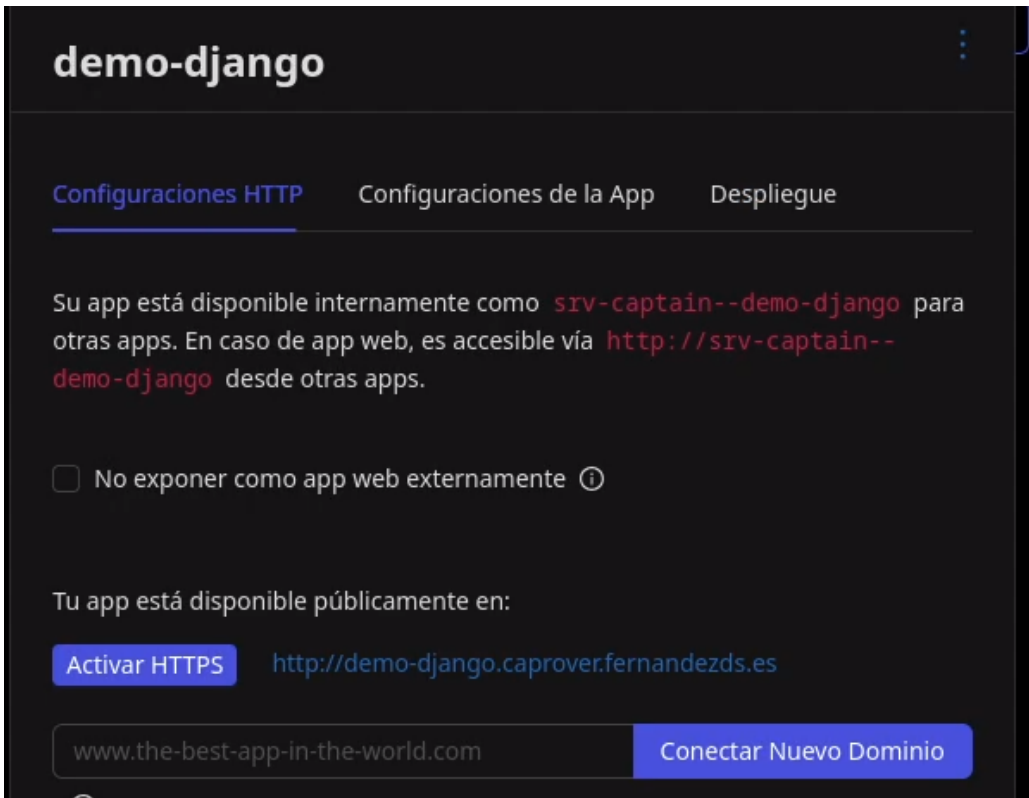 demo-django
Configuraciones HTTP Configuraciones de la App Despliegue
Su app está disponible internamente como srv-captain--demo-django para
otras apps. En caso de app web, es accesible vía http://srv-captain--
demo-django desde otras apps.
No exponer como app web externamente
Tu app está disponible públicamente en:
Activar HTTPS http://demo-django.caprover.fernandezds.es
www.the-best-app-in-the-world.com Conectar Nuevo Dominio